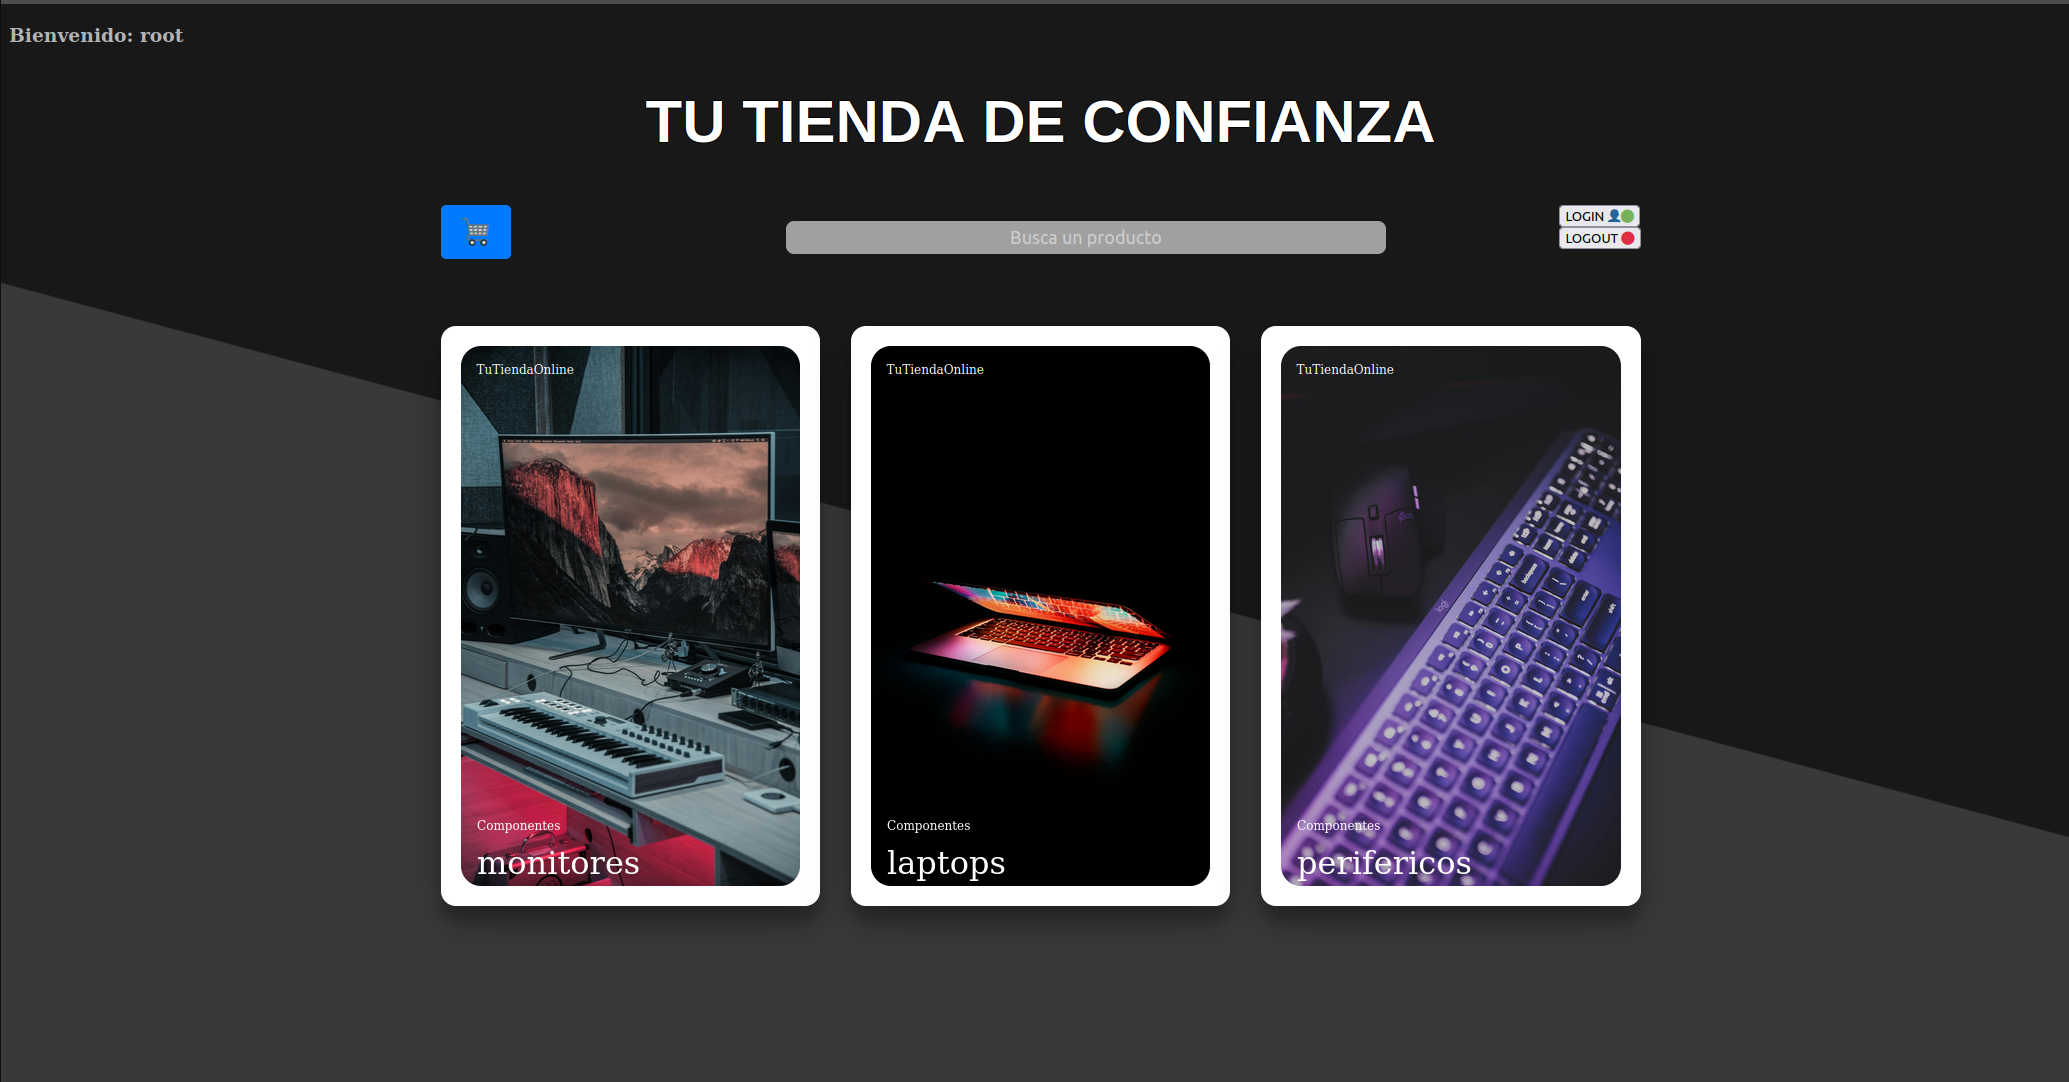 Bienvenido: root
TU TIENDA DE CONFIANZA
Busca un producto
LOGIN
LOGOUT
TuTiendaOnline
Componentes
monitores
TuTiendaOnline
Componentes
laptops
TuTiendaOnline
logi
Componentes
perifericos